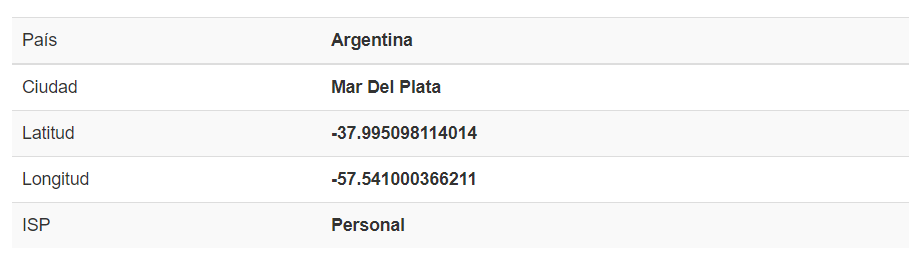 País Argentina
Ciudad Mar Del Plata
Latitud -37.995098114014
Longitud -57.541000366211
ISP Personal